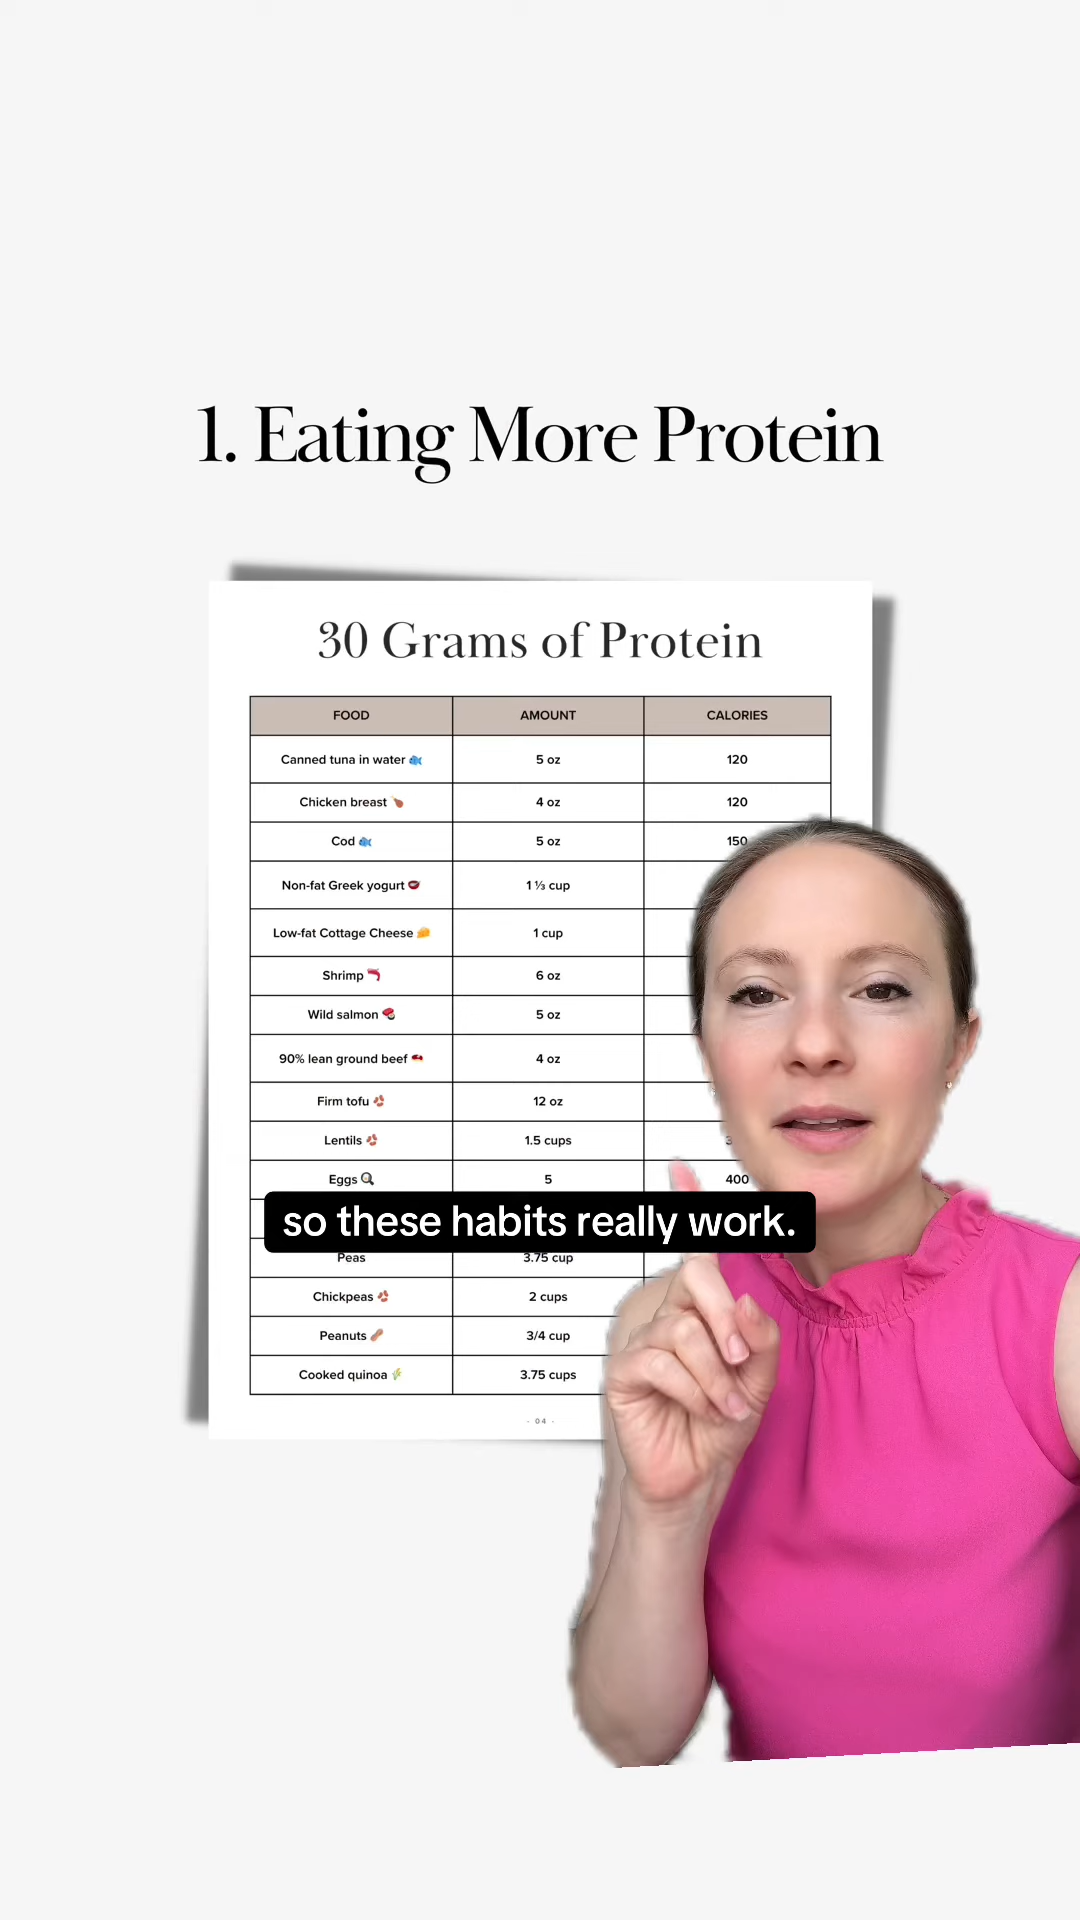 1. Eating More Protein
30 Grams of Protein
FOOD AMOUNT CALORIES
Canned tuna in water 5 oz 120
Chicken breast 4 oz 120
Cod 5 oz 150
Non-fat Greek yogurt 1 ⅓ cup
Low-fat Cottage Cheese 1 cup
Shrimp 6 oz
Wild salmon 5 oz
90% lean ground beef 4 oz
Firm tofu 12 oz
Lentils 1.5 cups
Eggs 5 400
so these habits really work.
Peas 3.75 cup
Chickpeas 2 cups
Peanuts 3/4 cup
Cooked quinoa 3.75 cups
- 04 -